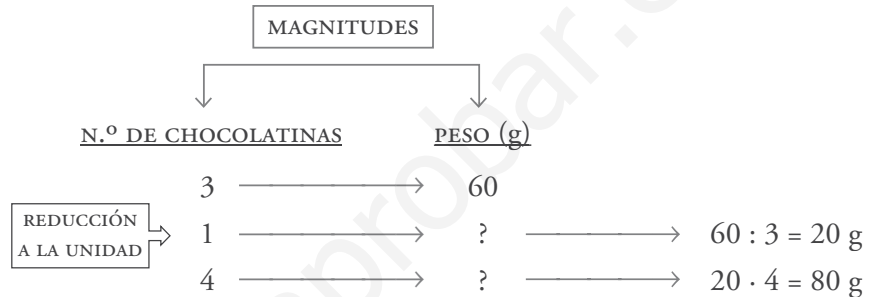 MAGNITUDES
N.º DE CHOCOLATINAS PESO (g)
3 60
REDUCCIÓN
A LA UNIDAD
1 ? 60 : 3 = 20 g
4 ? 20 · 4 = 80 g